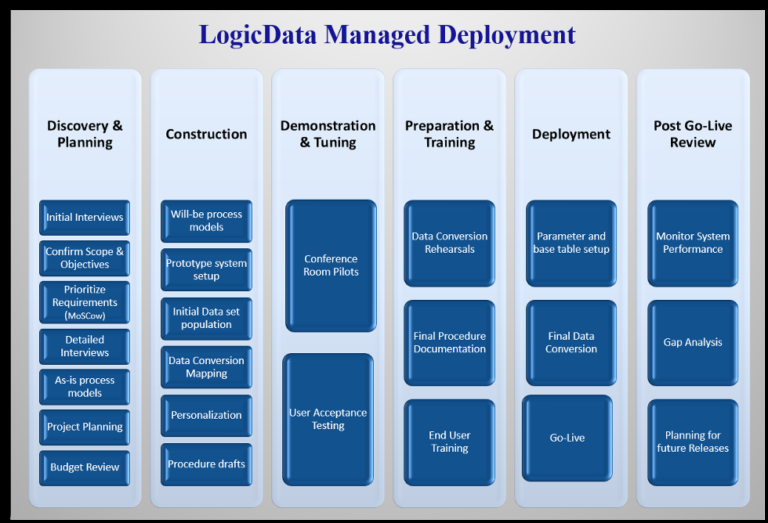 LogicData Managed Deployment
Discovery &
Planning
Initial Interviews
Confirm Scope &
Objectives
Prioritize
Requirements
(MoSCow)
Detailed
Interviews
As-is process
models
Project Planning
Budget Review
Construction
Will-be process
models
Prototype system
setup
Initial Data set
population
Data Conversion
Mapping
Personalization
Procedure drafts
Demonstration
& Tuning
Conference
Room Pilots
User Acceptance
Testing
Preparation &
Training
Data Conversion
Rehearsals
Final Procedure
Documentation
End User
Training
Deployment
Parameter and
base table setup
Final Data
Conversion
Go-Live
Post Go-Live
Review
Monitor System
Performance
Gap Analysis
Planning for
future Releases